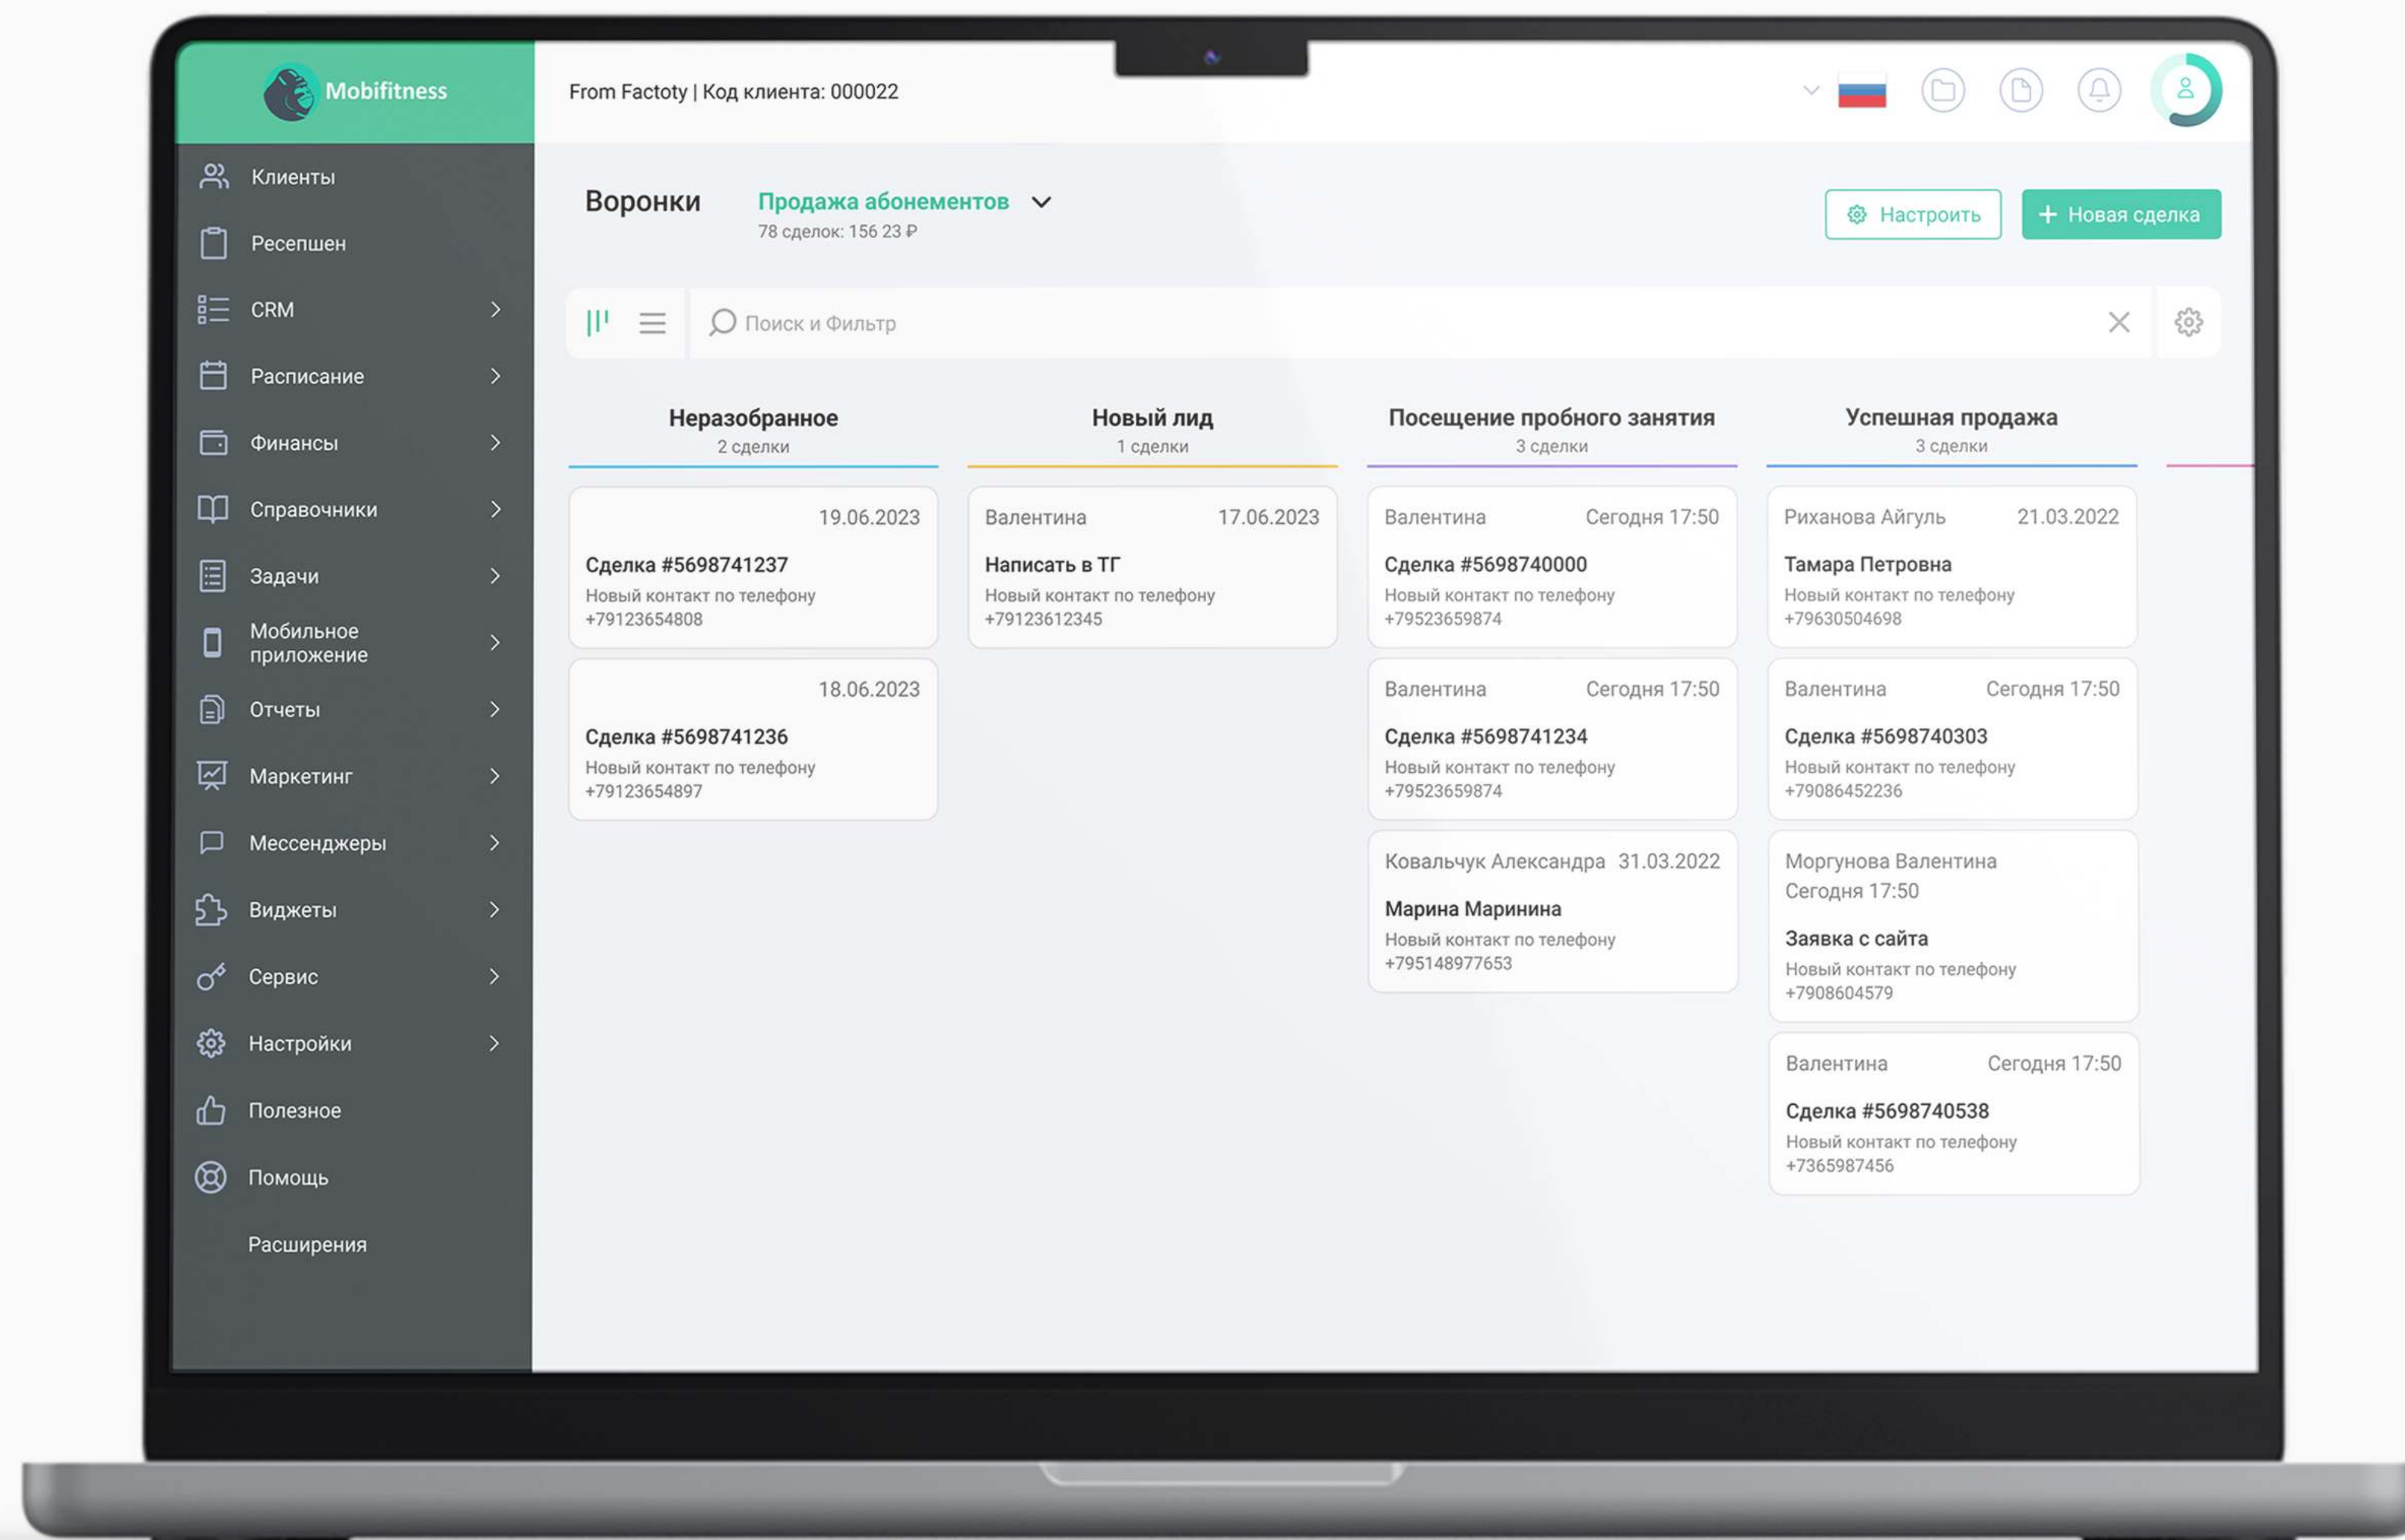 Mobifitness
From Factoty | Код клиента: 000022
Клиенты
Ресепшен
CRM
Расписание
Финансы
Справочники
Задачи
Мобильное
приложение
Отчеты
Маркетинг
Мессенджеры
Виджеты
Сервис
Настройки
Полезное
Помощь
Расширения
Воронки
Продажа абонементов
78 сделок: 156 23 ₽
Настроить
+ Новая сделка
Поиск и Фильтр
Неразобранное
2 сделки
19.06.2023
Сделка #5698741237
Новый контакт по телефону
+79123654808
18.06.2023
Сделка #5698741236
Новый контакт по телефону
+79123654897
Новый лид
1 сделки
Валентина 17.06.2023
Написать в ТГ
Новый контакт по телефону
+79123612345
Посещение пробного занятия
3 сделки
Валентина Сегодня 17:50
Сделка #5698740000
Новый контакт по телефону
+79523659874
Валентина Сегодня 17:50
Сделка #5698741234
Новый контакт по телефону
+79523659874
Ковальчук Александра 31.03.2022
Марина Маринина
Новый контакт по телефону
+795148977653
Успешная продажа
3 сделки
Риханова Айгуль 21.03.2022
Тамара Петровна
Новый контакт по телефону
+79630504698
Валентина Сегодня 17:50
Сделка #5698740303
Новый контакт по телефону
+79086452236
Моргунова Валентина
Сегодня 17:50
Заявка с сайта
Новый контакт по телефону
+7908604579
Валентина Сегодня 17:50
Сделка #5698740538
Новый контакт по телефону
+7365987456